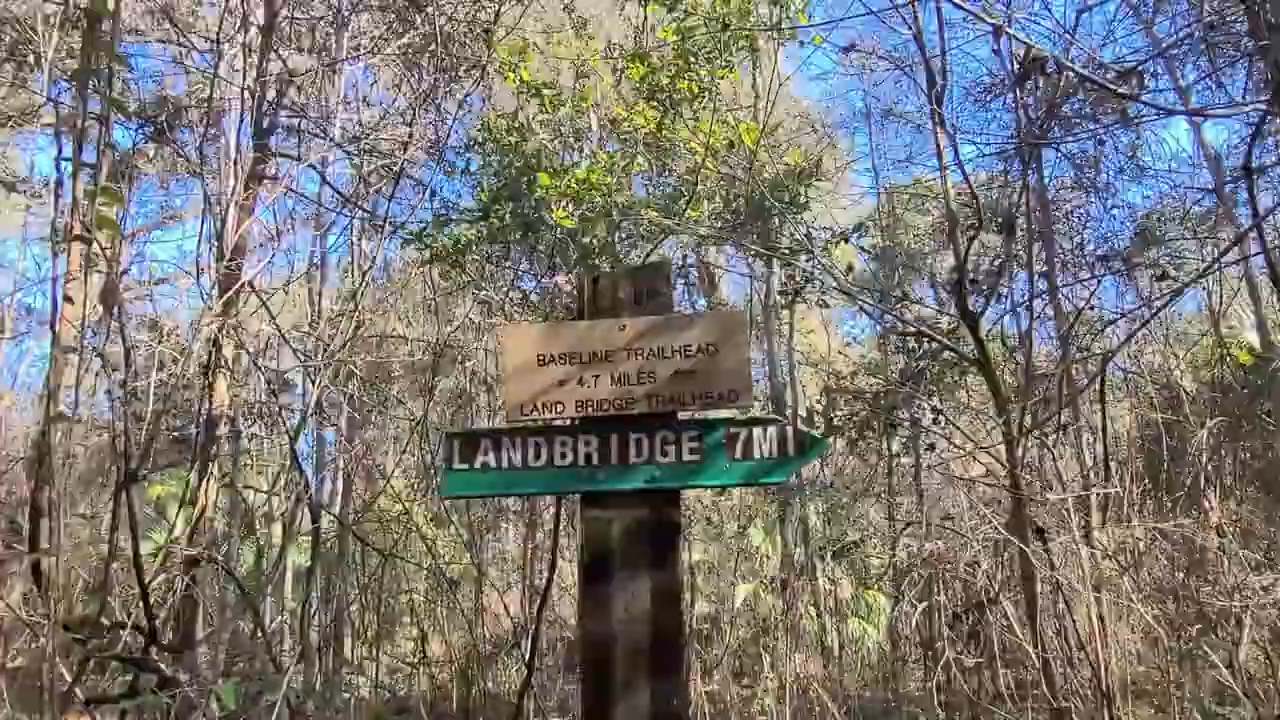 BASELINE TRAILHEAD
4.7 MILES
LAND BRIDGE TRAILHEAD
LANDBRIDGE 7MI